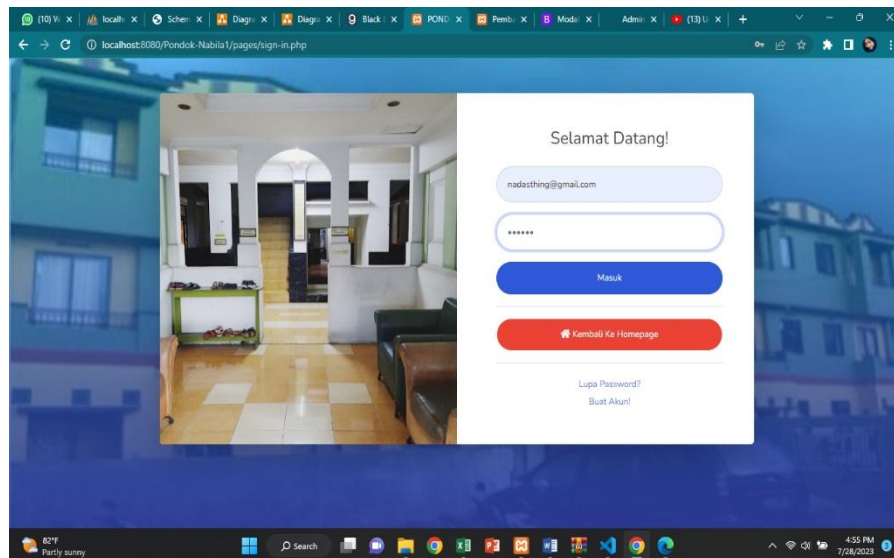 (10) W
localh
Schem
Diagra
Diagra
Black
POND
Pemb
Modal
Admin
(13) U
localhost:8080/Pondok-Nabila1/pages/sign-in.php
Selamat Datang!
nadasthing@gmail.com
Masuk
Kembali Ke Homepage
Lupa Password?
Buat Akun!
82°F
Partly sunny
Search
4:55 PM
7/28/2023